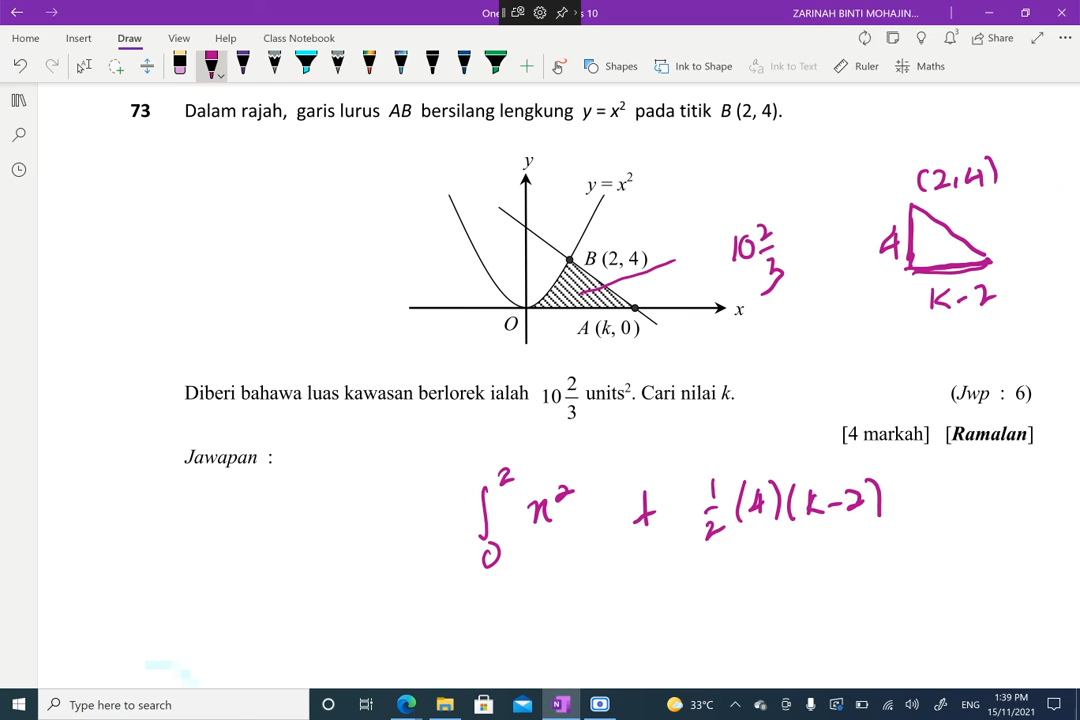 One
s 10
ZARINAH BINTI MOHAJIN...
Home Insert Draw View Help Class Notebook
Share
Shapes Ink to Shape Ink to Text Ruler Maths
73 Dalam rajah, garis lurus AB bersilang lengkung y = x² pada titik B (2, 4).
y
y = x²
(2,4)
B (2, 4)
10 2/3
4
O
A (k, 0)
x
k-2
Diberi bahawa luas kawasan berlorek ialah 10 2/3 units². Cari nilai k. (Jwp : 6)
[4 markah] [Ramalan]
Jawapan :
∫₀² x² + 1/2 (4)(k-2)
Type here to search
33°C
ENG
1:39 PM
15/11/2021